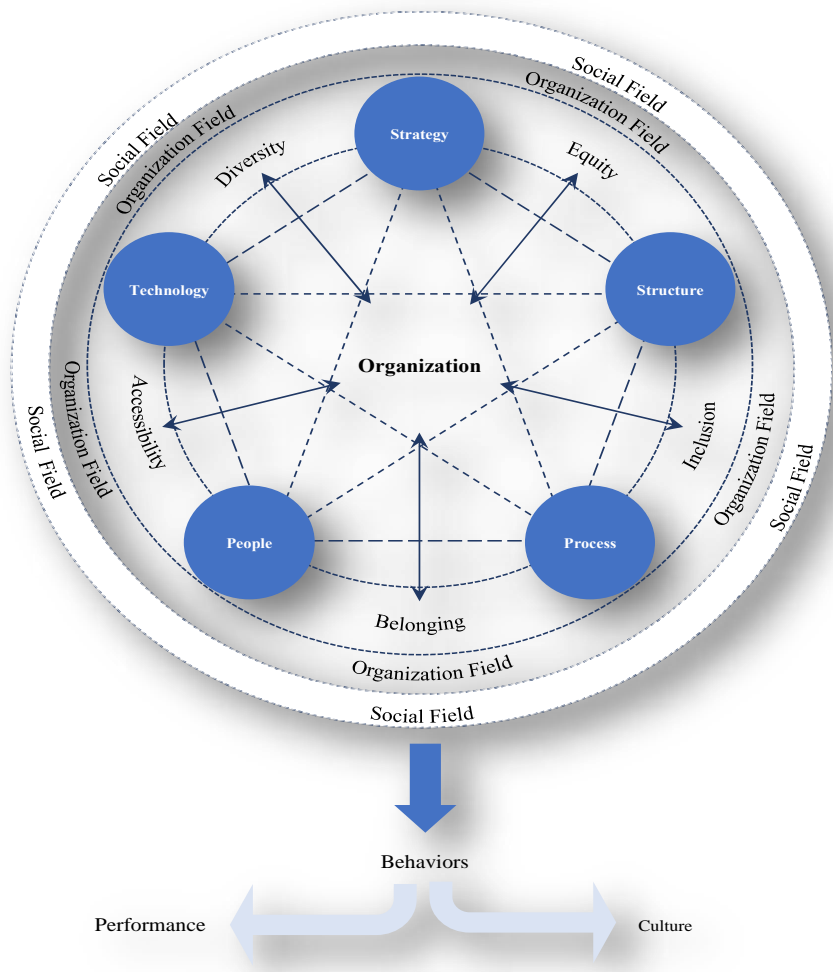 Social Field
Organization Field
Social Field
Organization Field
Strategy
Diversity
Equity
Technology
Structure
Organization
Accessibility
Inclusion
Organization Field
Social  Field
Organization Field
Social Field
People
Process
Belonging
Organization Field
Social Field
Behaviors
Performance
Culture